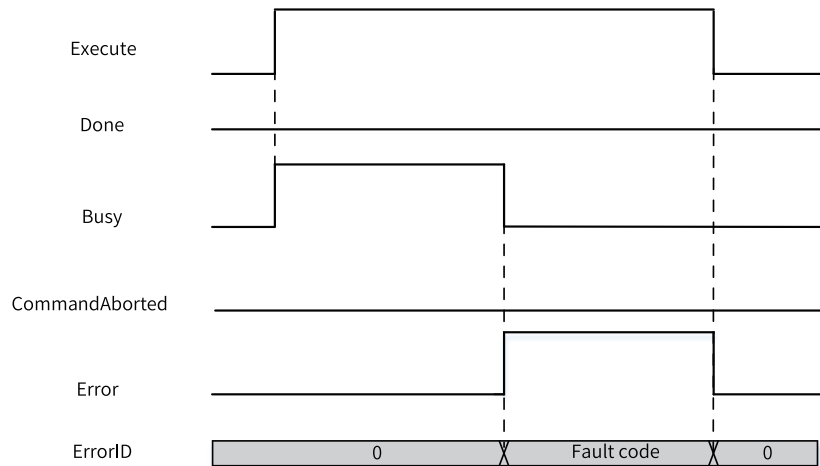 Execute
Done
Busy
CommandAborted
Error
ErrorID 0 Fault code 0